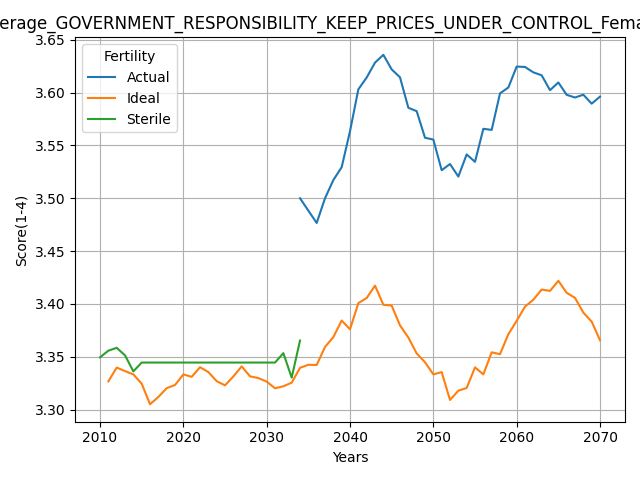 erage_GOVERNMENT_RESPONSIBILITY_KEEP_PRICES_UNDER_CONTROL_Fema
3.65
3.60
3.55
3.50
3.45
3.40
3.35
3.30
Score(1-4)
Fertility
Actual
Ideal
Sterile
2010 2020 2030 2040 2050 2060 2070
Years